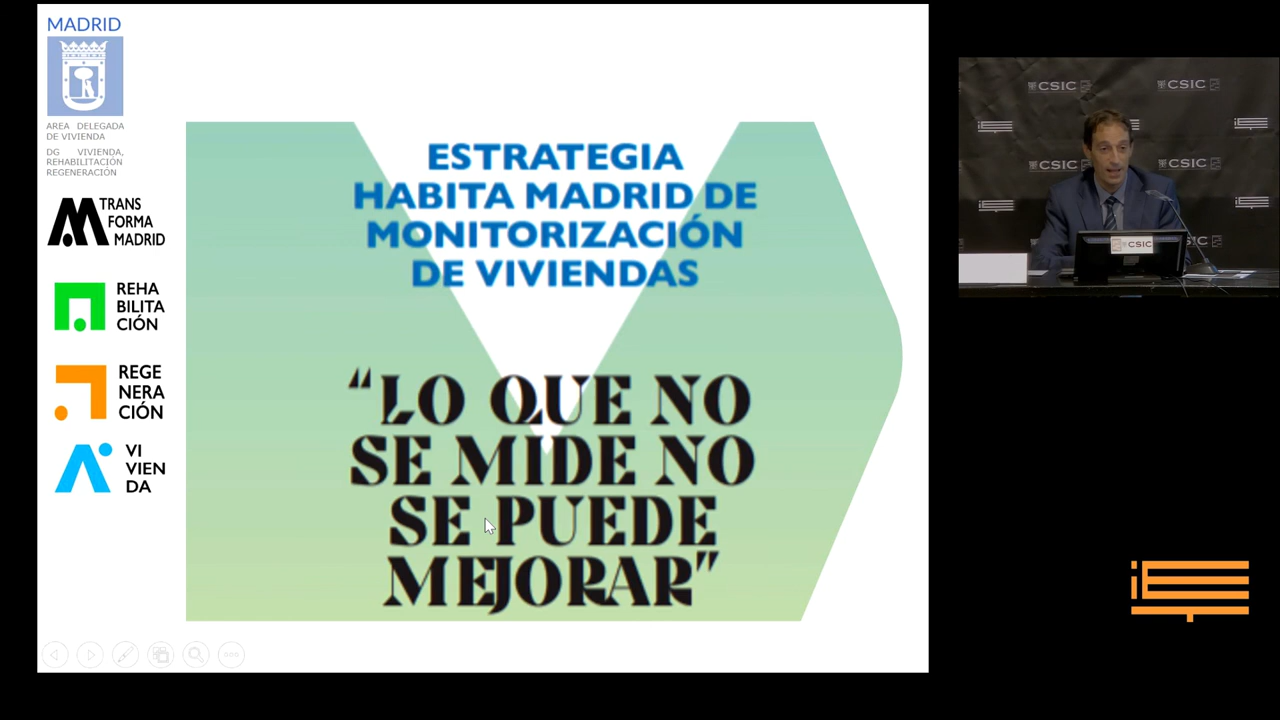 MADRID
AREA DELEGADA
DE VIVIENDA
DG VIVIENDA,
REHABILITACIÓN
REGENERACIÓN
TRANS
FORMA
MADRID
REHA
BILITA
CIÓN
REGE
NERA
CIÓN
VI
VIEN
DA
ESTRATEGIA
HABITA MADRID DE
MONITORIZACIÓN
DE VIVIENDAS
“LO QUE NO
SE MIDE NO
SE PUEDE
MEJORAR”
CSIC
CSIC
CSIC
CSIC
CSIC
CSIC